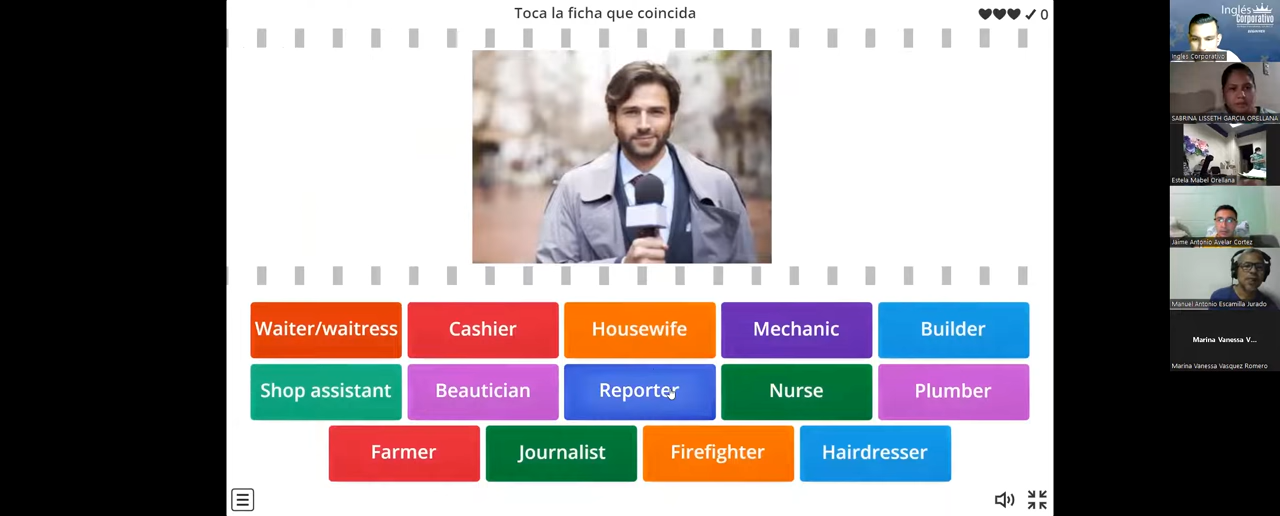 Toca la ficha que coincida
0
Waiter/waitress
Cashier
Housewife
Mechanic
Builder
Shop assistant
Beautician
Reporter
Nurse
Plumber
Farmer
Journalist
Firefighter
Hairdresser
Inglés
Corporativo
Inglés Corporativo
SABRINA LISSETH GARCIA ORELLANA
Estela Mabel Orellana
Jaime Antonio Avelar Cortez
Manuel Antonio Escamilla Jurado
Marina Vanessa V...
Marina Vanessa Vasquez Romero